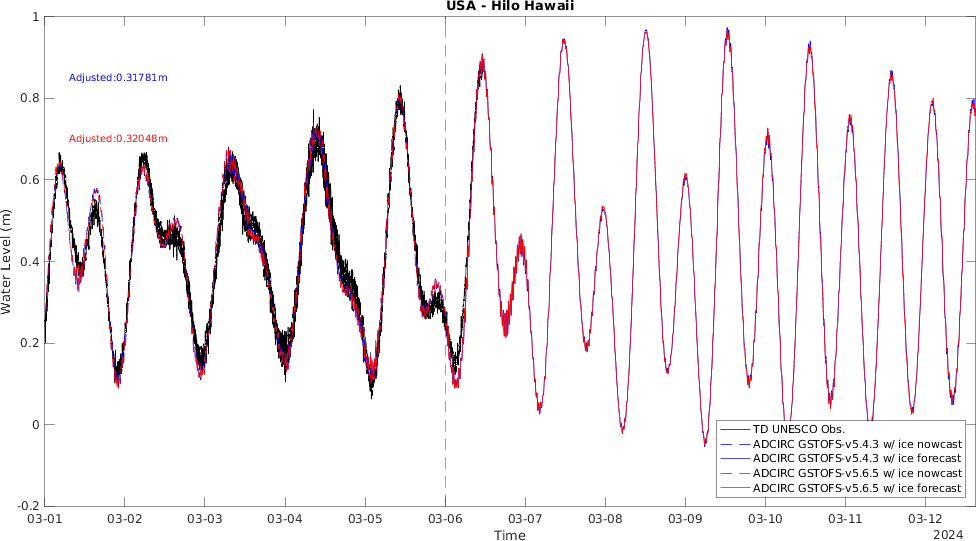 USA - Hilo Hawaii
1
0.8
0.6
0.4
0.2
0
-0.2
Water Level (m)
Adjusted:0.31781m
Adjusted:0.32048m
TD UNESCO Obs.
ADCIRC GSTOFS-v5.4.3 w/ ice nowcast
ADCIRC GSTOFS-v5.4.3 w/ ice forecast
ADCIRC GSTOFS-v5.6.5 w/ ice nowcast
ADCIRC GSTOFS-v5.6.5 w/ ice forecast
03-01 03-02 03-03 03-04 03-05 03-06 03-07 03-08 03-09 03-10 03-11 03-12
Time
2024